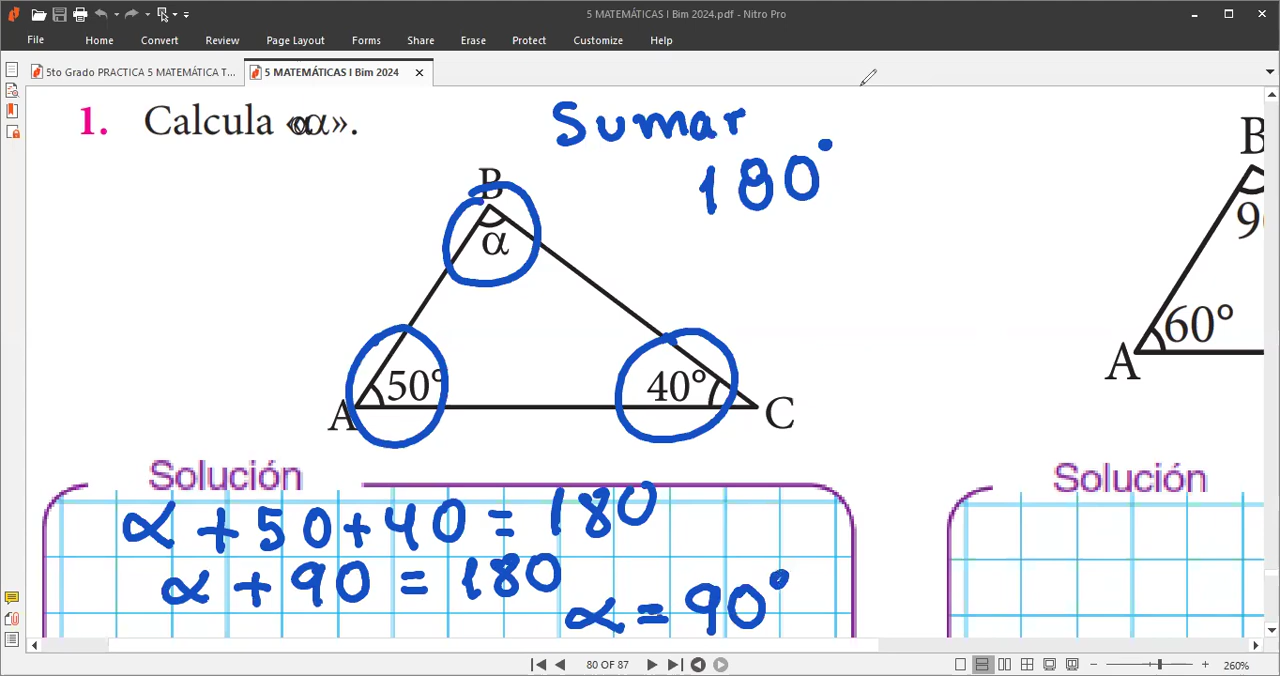 5 MATEMÁTICAS I Bim 2024.pdf - Nitro Pro
File Home Convert Review Page Layout Forms Share Erase Protect Customize Help
5to Grado PRACTICA 5 MATEMÁTICA T... 5 MATEMÁTICAS I Bim 2024
1. Calcula «α».
Sumar
180°
B
α
A
50°
40°
C
B
90
60°
A
Solución
α + 50 + 40 = 180
α + 90 = 180
α = 90°
Solución
80 OF 87
260%